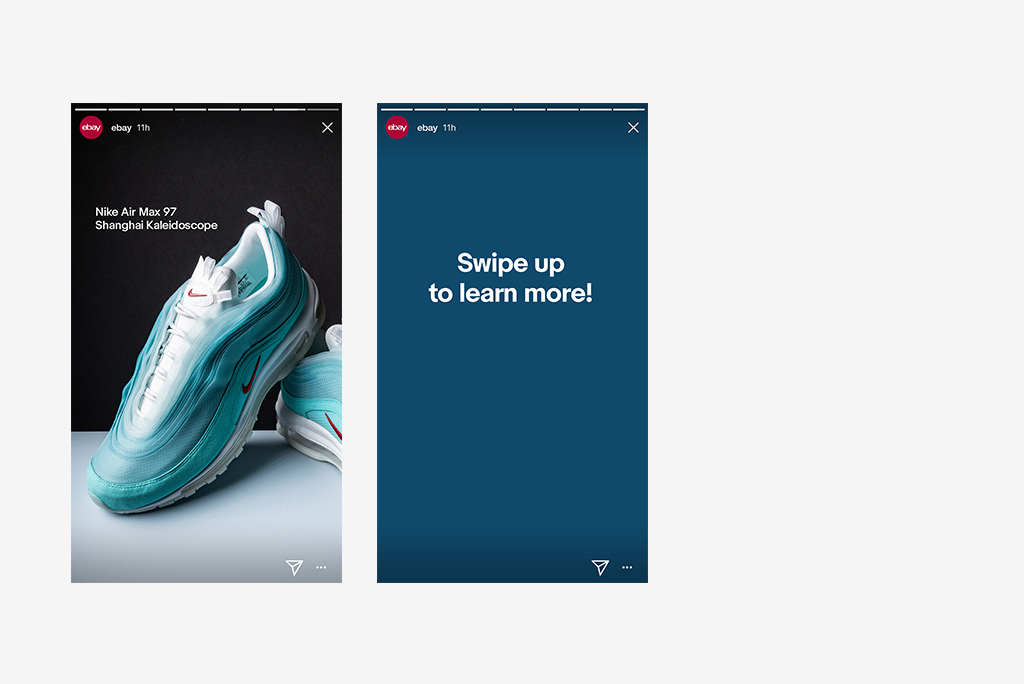 ebay
ebay 11h
Nike Air Max 97
Shanghai Kaleidoscope
ebay
ebay 11h
Swipe up
to learn more!